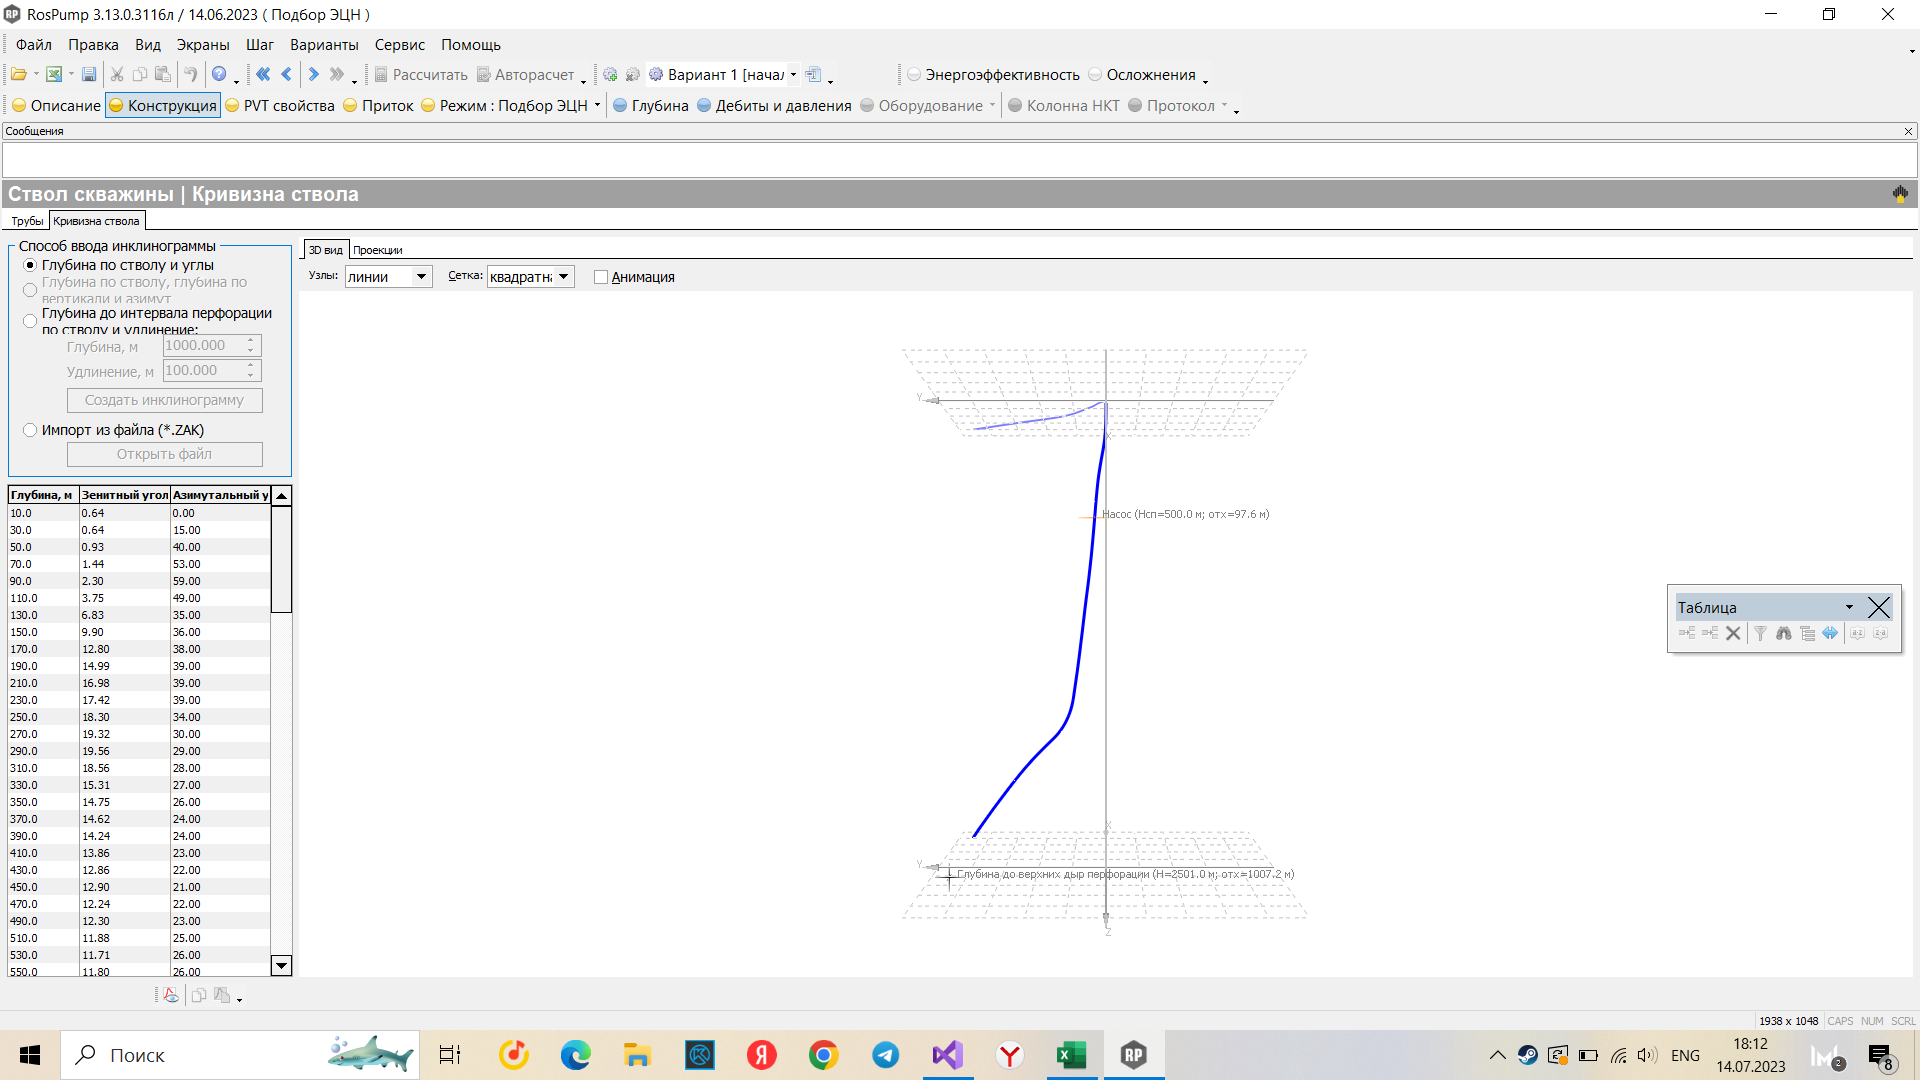 RosPump 3.13.0.3116л / 14.06.2023 ( Подбор ЭЦН )
Файл Правка Вид Экраны Шаг Варианты Сервис Помощь
Рассчитать Авторасчет Вариант 1 [начал Энергоэффективность Осложнения
Описание Конструкция PVT свойства Приток Режим : Подбор ЭЦН Глубина Дебиты и давления Оборудование Колонна НКТ Протокол
Сообщения
Ствол скважины | Кривизна ствола
Трубы Кривизна ствола
Способ ввода инклинограммы
Глубина по стволу и углы
Глубина по стволу, глубина по
вертикали и азимут
Глубина до интервала перфорации
по стволу и удлинение:
Глубина, м 1000.000
Удлинение, м 100.000
Создать инклинограмму
Импорт из файла (*.ZAK)
Открыть файл
Глубина, м Зенитный угол Азимутальный у
10.0 0.64 0.00
30.0 0.64 15.00
50.0 0.93 40.00
70.0 1.44 53.00
90.0 2.30 59.00
110.0 3.75 49.00
130.0 6.83 35.00
150.0 9.90 36.00
170.0 12.80 38.00
190.0 14.99 39.00
210.0 16.98 39.00
230.0 17.42 39.00
250.0 18.30 34.00
270.0 19.32 30.00
290.0 19.56 29.00
310.0 18.56 28.00
330.0 15.31 27.00
350.0 14.75 26.00
370.0 14.62 24.00
390.0 14.24 24.00
410.0 13.86 23.00
430.0 12.86 22.00
450.0 12.90 21.00
470.0 12.24 22.00
490.0 12.30 23.00
510.0 11.88 25.00
530.0 11.71 26.00
550.0 11.80 26.00
3D вид Проекции
Узлы: линии Сетка: квадратна Анимация
Y
X
Насос (Нсп=500.0 м; отх=97.6 м)
X
Y
Глубина до верхних дыр перфорации (Н=2501.0 м; отх=1007.2 м)
Z
Таблица
1938 x 1048 CAPS NUM SCRL
Поиск
RP
ENG
18:12
14.07.2023
2
8